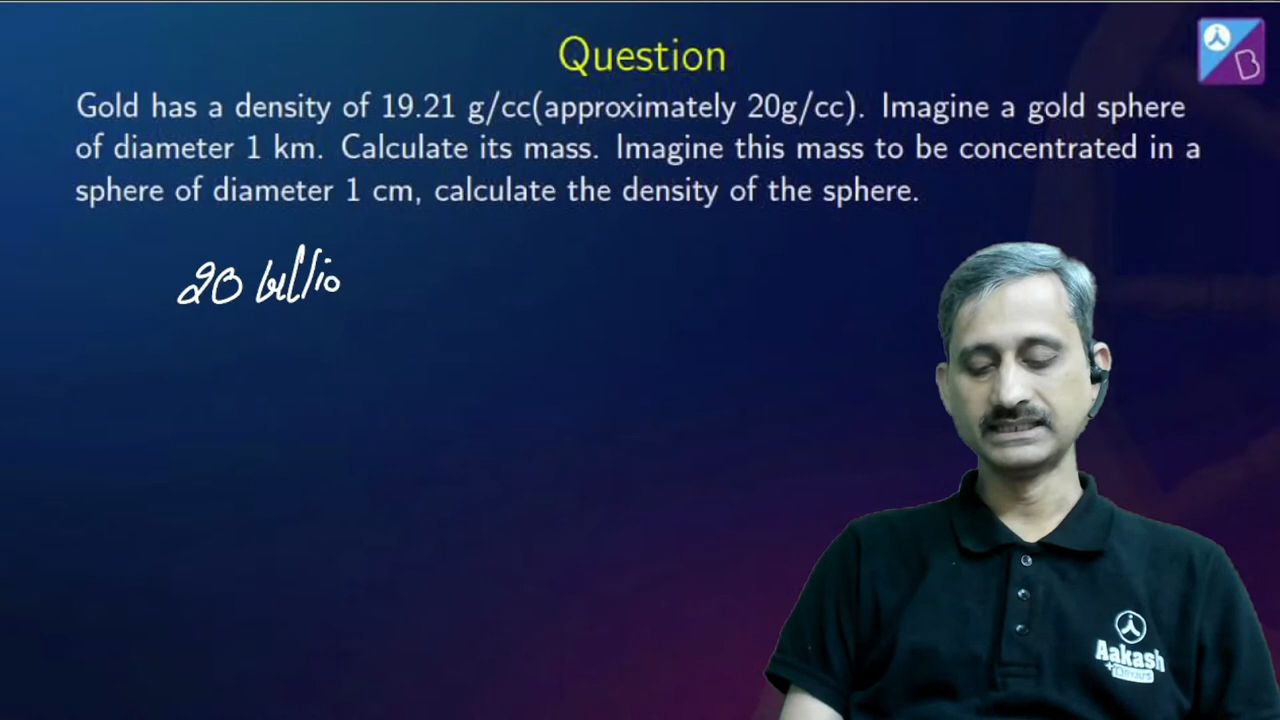 Question
Gold has a density of 19.21 g/cc(approximately 20g/cc). Imagine a gold sphere
of diameter 1 km. Calculate its mass. Imagine this mass to be concentrated in a
sphere of diameter 1 cm, calculate the density of the sphere.
20 billio
Aakash